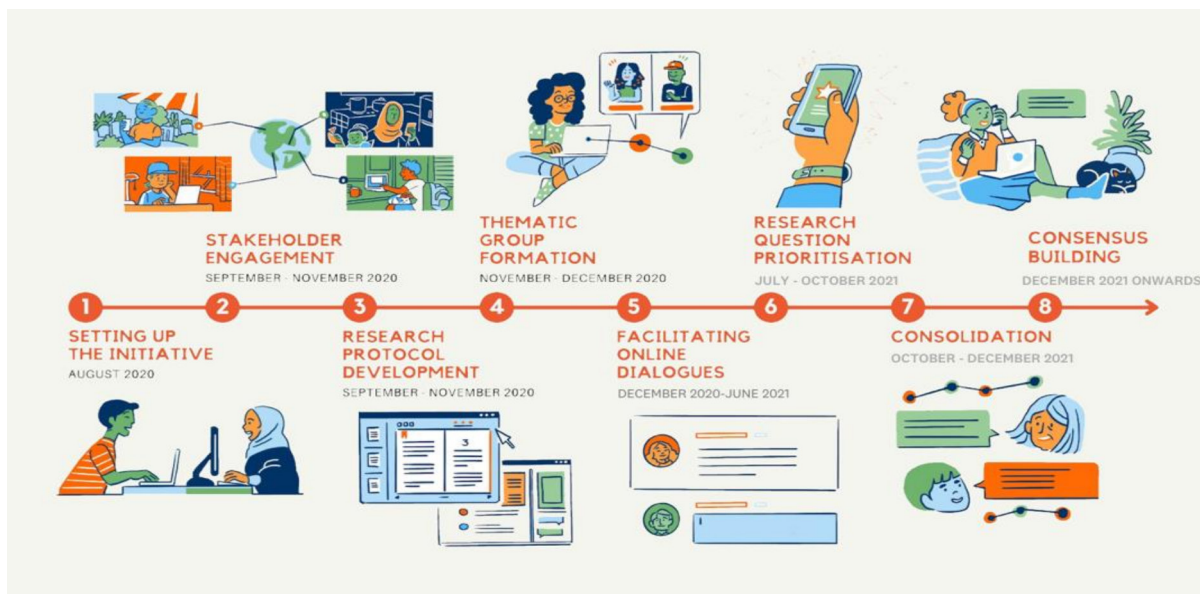 1
SETTING UP
THE INITIATIVE
AUGUST 2020
2
STAKEHOLDER
ENGAGEMENT
SEPTEMBER - NOVEMBER 2020
3
RESEARCH
PROTOCOL
DEVELOPMENT
SEPTEMBER - NOVEMBER 2020
3
4
THEMATIC
GROUP
FORMATION
NOVEMBER - DECEMBER 2020
5
FACILITATING
ONLINE
DIALOGUES
DECEMBER 2020-JUNE 2021
6
RESEARCH
QUESTION
PRIORITISATION
JULY - OCTOBER 2021
7
CONSOLIDATION
OCTOBER - DECEMBER 2021
8
CONSENSUS
BUILDING
DECEMBER 2021 ONWARDS